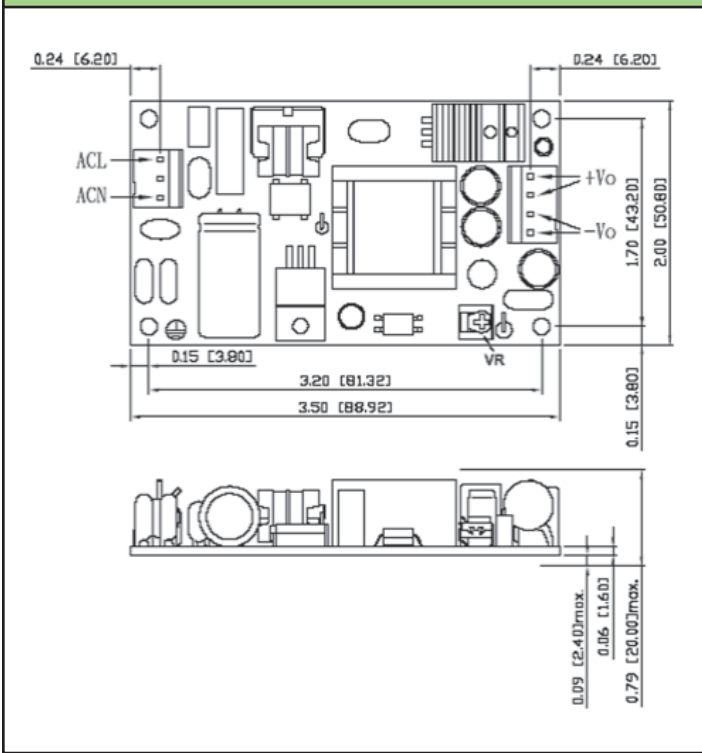 0.24 [6.20]
0.24 [6.20]
ACL
ACN
+Vo
-Vo
1.70 [43.20]
2.00 [50.80]
VR
0.15 [3.80]
3.20 [81.32]
3.50 [88.92]
0.15 [3.80]
0.09 [2.40]max.
0.06 [1.60]
0.79 [20.00]max.